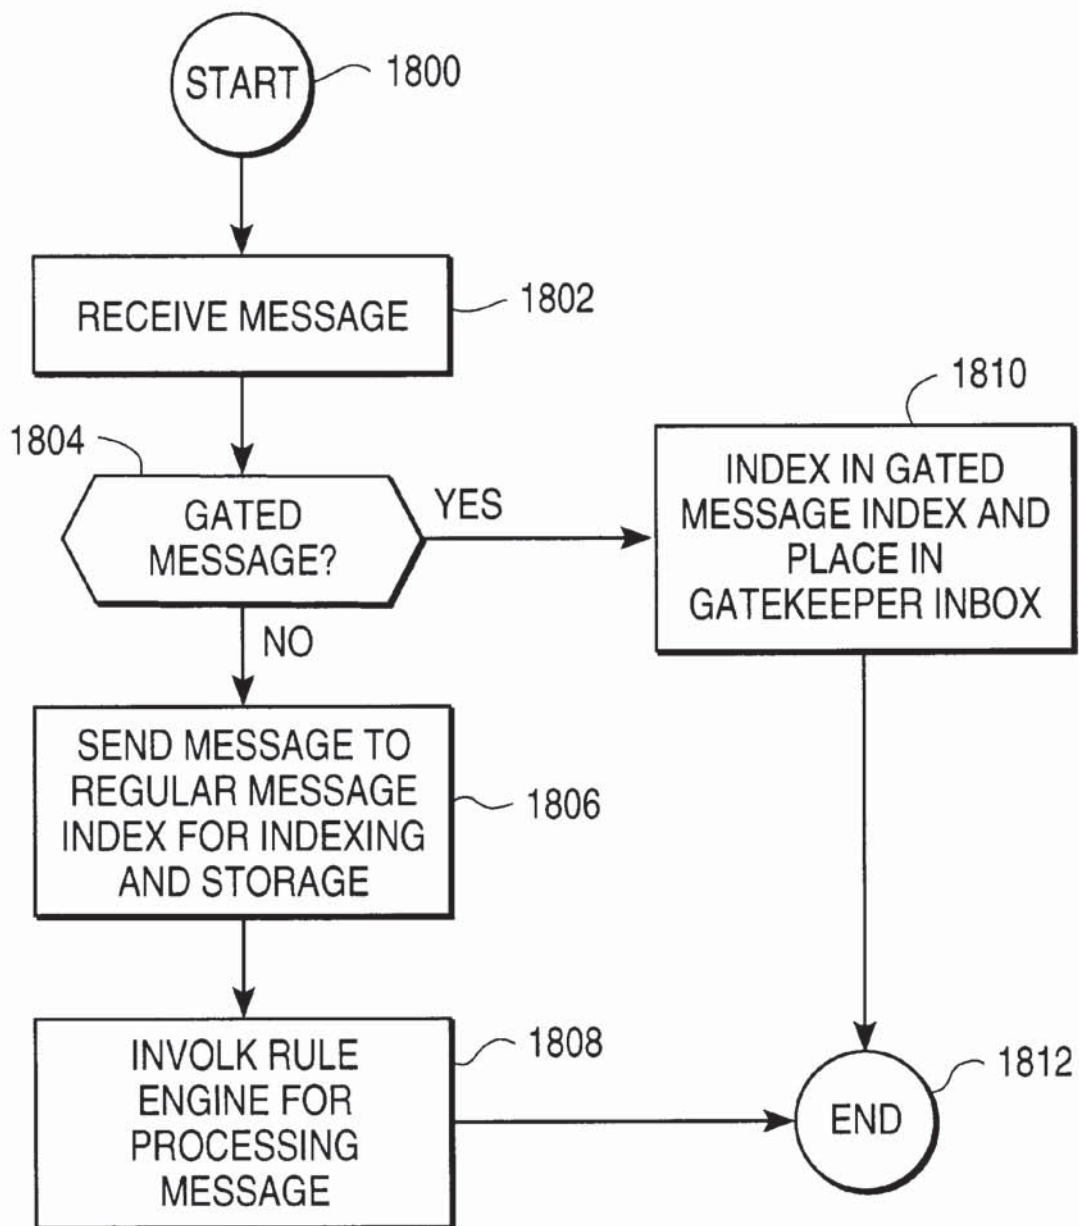 START
1800
RECEIVE MESSAGE
1802
1804
GATED
MESSAGE?
YES
NO
1810
INDEX IN GATED
MESSAGE INDEX AND
PLACE IN
GATEKEEPER INBOX
SEND MESSAGE TO
REGULAR MESSAGE
INDEX FOR INDEXING
AND STORAGE
1806
INVOLK RULE
ENGINE FOR
PROCESSING
MESSAGE
1808
END
1812